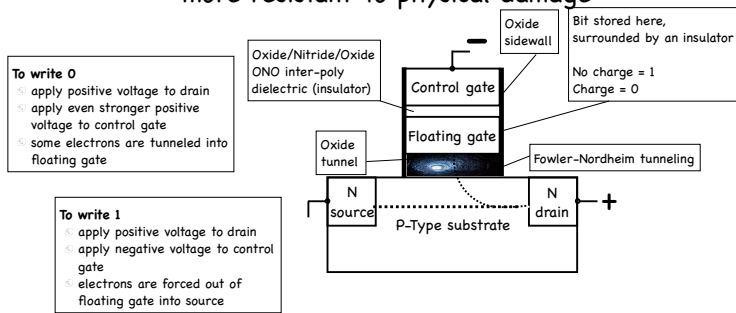 more resistant to physical damage
Oxide
sidewall
Bit stored here,
surrounded by an insulator
No charge = 1
Charge = 0
Oxide/Nitride/Oxide
ONO inter-poly
dielectric (insulator)
To write 0
apply positive voltage to drain
apply even stronger positive
voltage to control gate
some electrons are tunneled into
floating gate
Control gate
Floating gate
Oxide
tunnel
Fowler-Nordheim tunneling
N
source
N
drain
+
P-Type substrate
To write 1
apply positive voltage to drain
apply negative voltage to control
gate
electrons are forced out of
floating gate into source